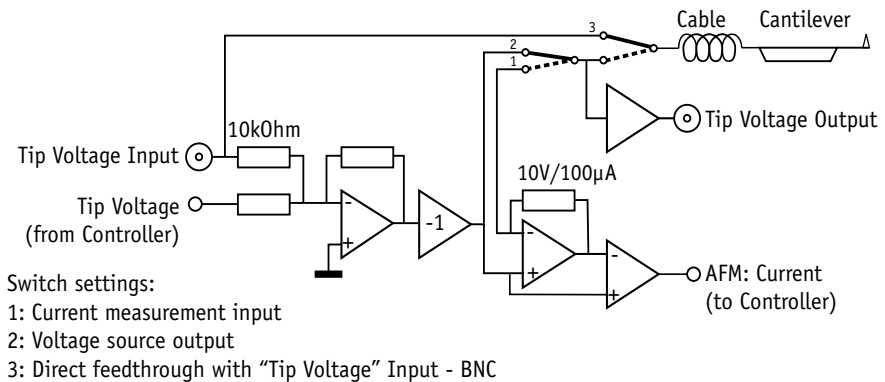 Cable
Cantilever
3
2
1
10kOhm
Tip Voltage Input
Tip Voltage Output
10V/100µA
Tip Voltage
(from Controller)
-
+
-1
-
+
-
+
AFM: Current
(to Controller)
Switch settings:
1: Current measurement input
2: Voltage source output
3: Direct feedthrough with “Tip Voltage” Input - BNC